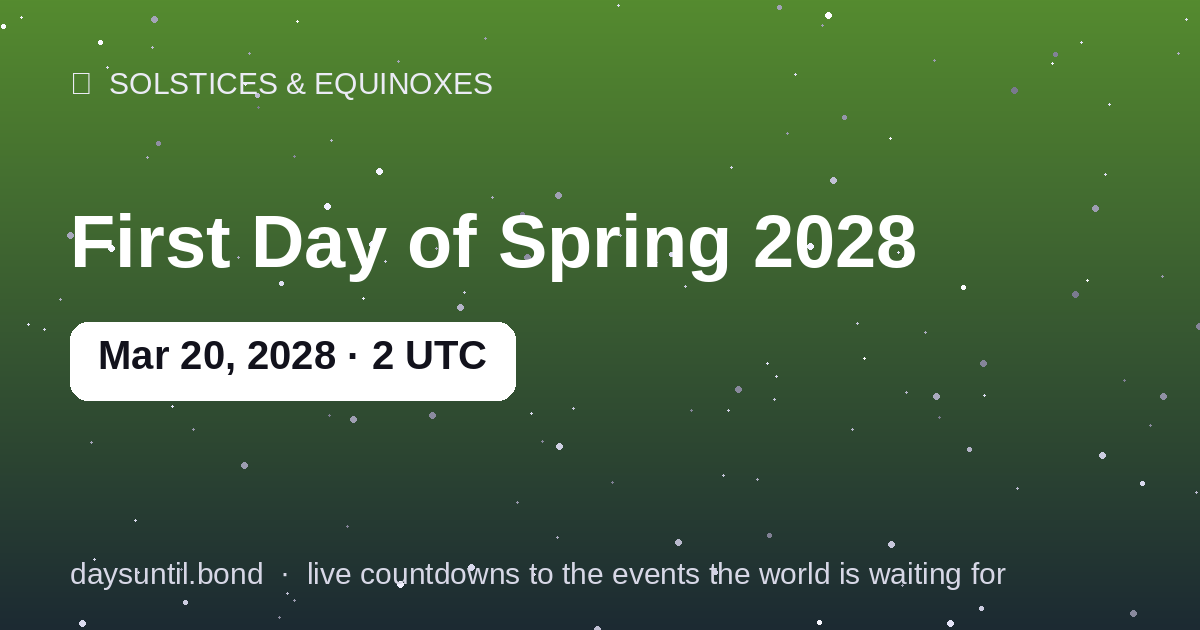 SOLSTICES & EQUINOXES
First Day of Spring 2028
Mar 20, 2028 · 2 UTC
daysuntil.bond · live countdowns to the events the world is waiting for